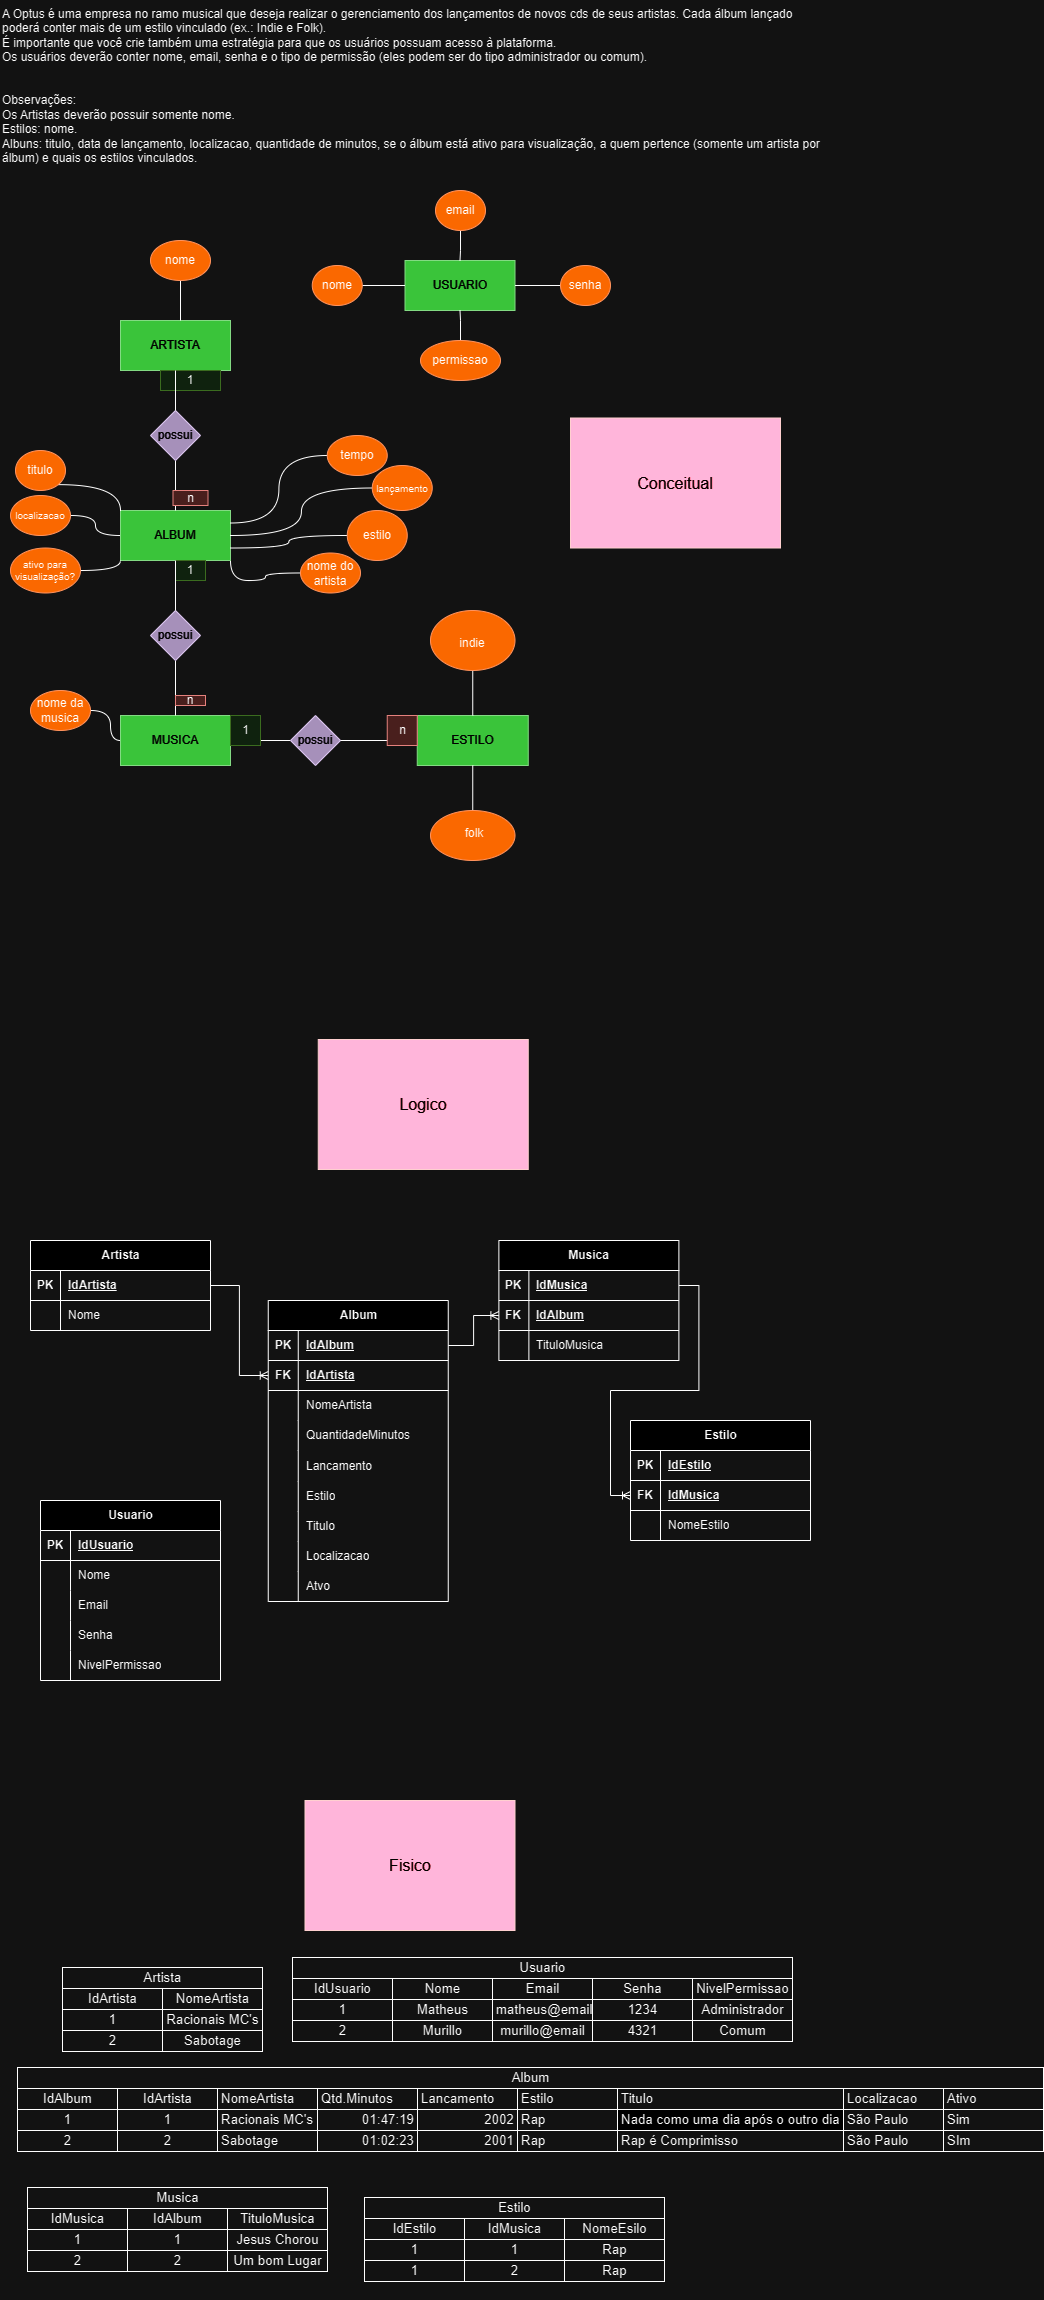 A Optus é uma empresa no ramo musical que deseja realizar o gerenciamento dos lançamentos de novos cds de seus artistas. Cada álbum lançado
poderá conter mais de um estilo vinculado (ex.: Indie e Folk).
É importante que você crie também uma estratégia para que os usuários possuam acesso à plataforma.
Os usuários deverão conter nome, email, senha e o tipo de permissão (eles podem ser do tipo administrador ou comum).
Observações:
Os Artistas deverão possuir somente nome.
Estilos: nome.
Albuns: titulo, data de lançamento, localizacao, quantidade de minutos, se o álbum está ativo para visualização, a quem pertence (somente um artista por
álbum) e quais os estilos vinculados.
email
nome
nome
USUARIO
senha
ARTISTA
permissao
1
possui
titulo
tempo
lançamento
n
localizacao
ALBUM
estilo
ativo para
visualização?
1
nome do
artista
Conceitual
possui
indie
n
nome da
musica
MUSICA
1
possui
n
ESTILO
folk
Logico
Artista
PK IdArtista
Nome
Musica
PK IdMusica
FK IdAlbum
TituloMusica
Album
PK IdAlbum
FK IdArtista
NomeArtista
QuantidadeMinutos
Lancamento
Estilo
Titulo
Localizacao
Atvo
Estilo
PK IdEstilo
FK IdMusica
NomeEstilo
Usuario
PK IdUsuario
Nome
Email
Senha
NivelPermissao
Fisico
Artista
IdArtista NomeArtista
1 Racionais MC's
2 Sabotage
Usuario
IdUsuario Nome Email Senha NivelPermissao
1 Matheus matheus@email 1234 Administrador
2 Murillo murillo@email 4321 Comum
Album
IdAlbum IdArtista NomeArtista Qtd.Minutos Lancamento Estilo Titulo Localizacao Ativo
1 1 Racionais MC's 01:47:19 2002 Rap Nada como uma dia após o outro dia São Paulo Sim
2 2 Sabotage 01:02:23 2001 Rap Rap é Comprimisso São Paulo SIm
Musica
IdMusica IdAlbum TituloMusica
1 1 Jesus Chorou
2 2 Um bom Lugar
Estilo
IdEstilo IdMusica NomeEsilo
1 1 Rap
1 2 Rap